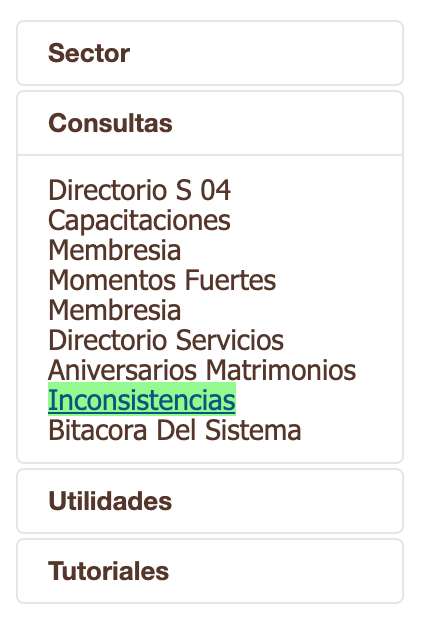 Sector
Consultas
Directorio S 04
Capacitaciones
Membresia
Momentos Fuertes
Membresia
Directorio Servicios
Aniversarios Matrimonios
Inconsistencias
Bitacora Del Sistema
Utilidades
Tutoriales